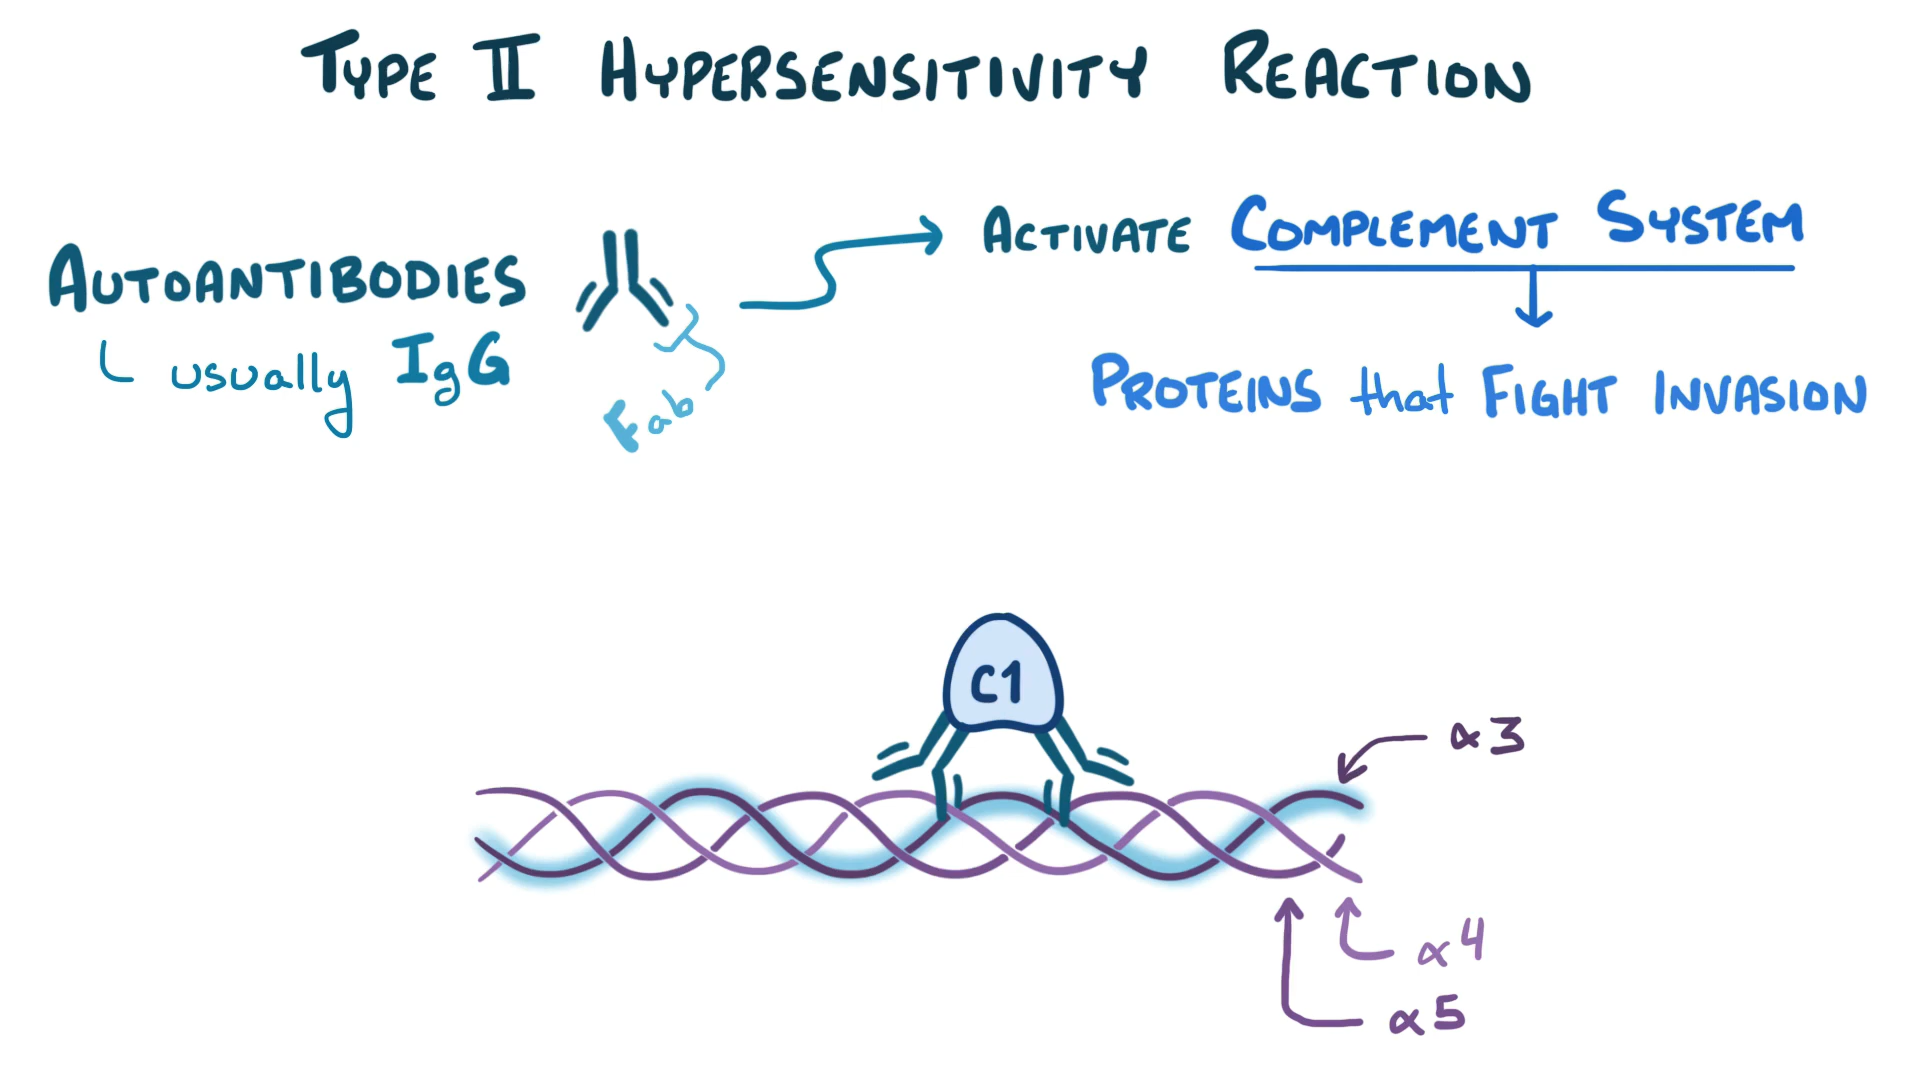 TYPE II HYPERSENSITIVITY REACTION
AUTOANTIBODIES
usually IgG
Fab
ACTIVATE COMPLEMENT SYSTEM
PROTEINS that FIGHT INVASION
C1
α3
α4
α5